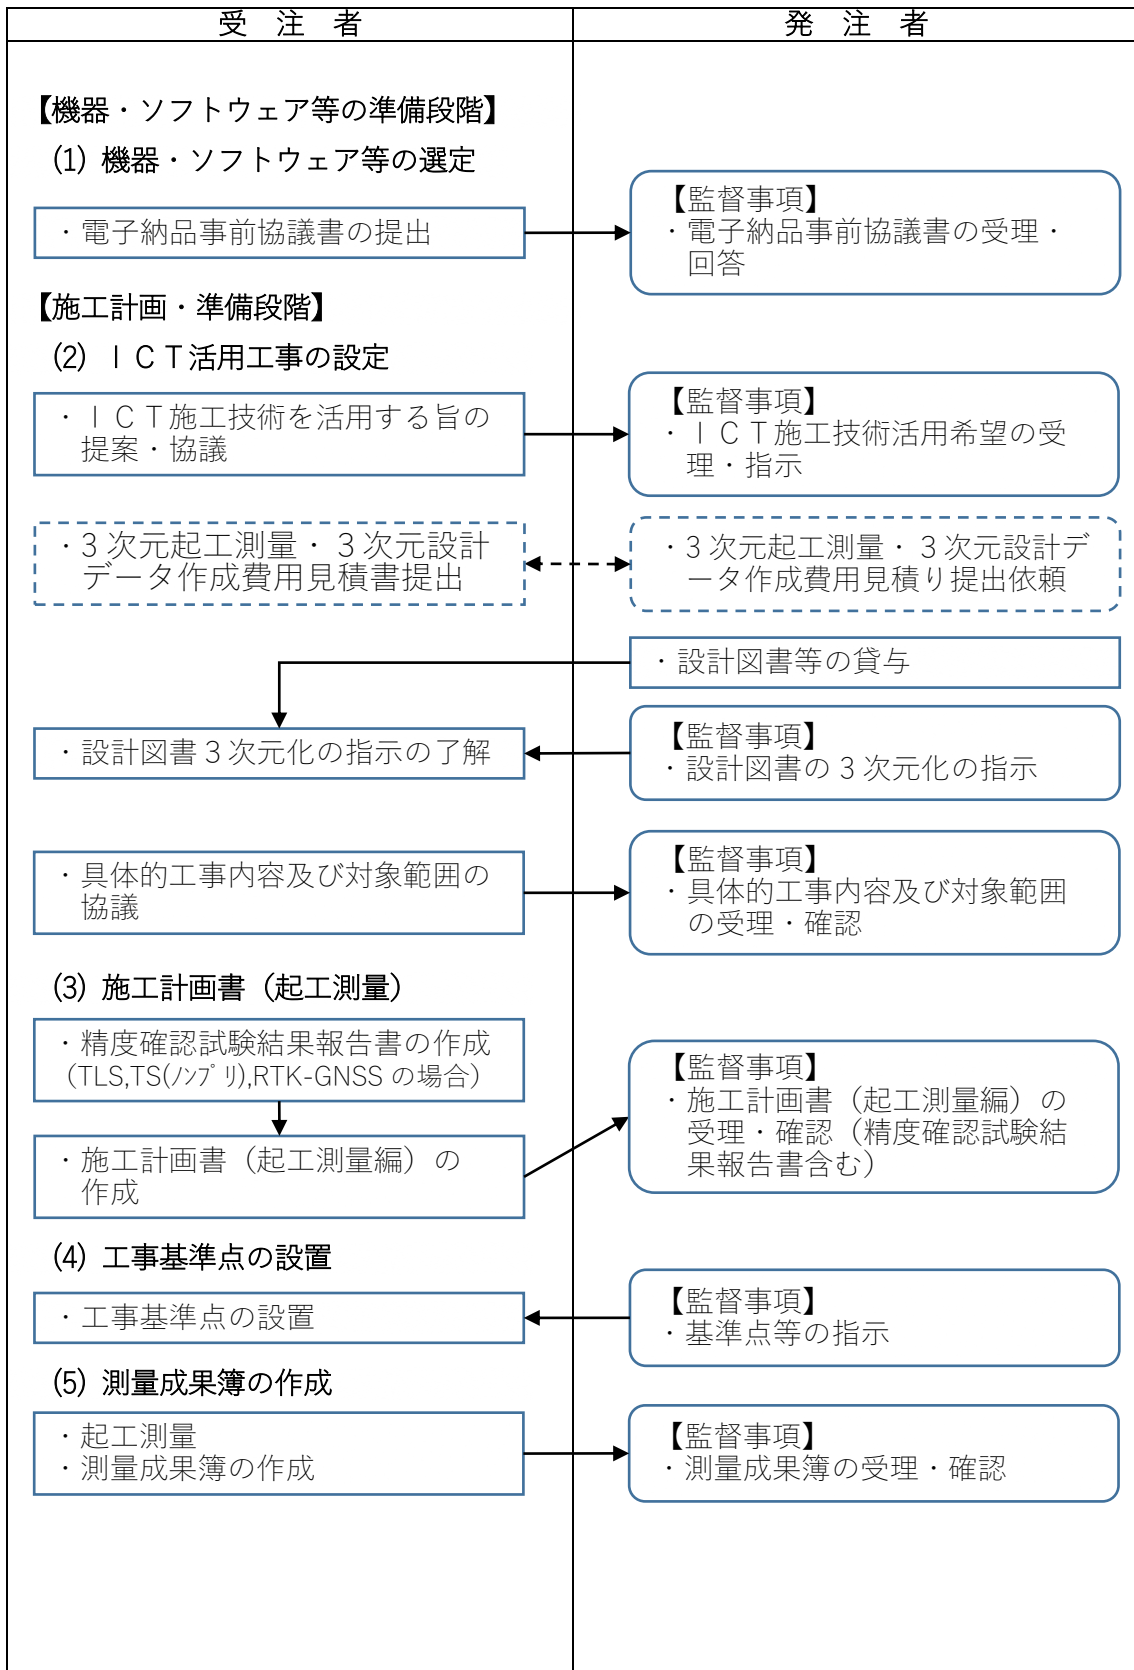 受　注　者
発　注　者
【機器・ソフトウェア等の準備段階】
(1) 機器・ソフトウェア等の選定
・電子納品事前協議書の提出
【監督事項】
・電子納品事前協議書の受理・
回答
【施工計画・準備段階】
(2) ＩＣＴ活用工事の設定
・ＩＣＴ施工技術を活用する旨の
提案・協議
【監督事項】
・ＩＣＴ施工技術活用希望の受
理・指示
・３次元起工測量・３次元設計
データ作成費用見積書提出
・３次元起工測量・３次元設計デ
ータ作成費用見積り提出依頼
・設計図書等の貸与
・設計図書３次元化の指示の了解
【監督事項】
・設計図書の３次元化の指示
・具体的工事内容及び対象範囲の
協議
【監督事項】
・具体的工事内容及び対象範囲
の受理・確認
(3) 施工計画書（起工測量）
・精度確認試験結果報告書の作成
（TLS,TS(ﾉﾝﾌﾟﾘ),RTK-GNSS の場合）
・施工計画書（起工測量編）の
作成
【監督事項】
・施工計画書（起工測量編）の
受理・確認（精度確認試験結
果報告書含む）
(4) 工事基準点の設置
・工事基準点の設置
【監督事項】
・基準点等の指示
(5) 測量成果簿の作成
・起工測量
・測量成果簿の作成
【監督事項】
・測量成果簿の受理・確認